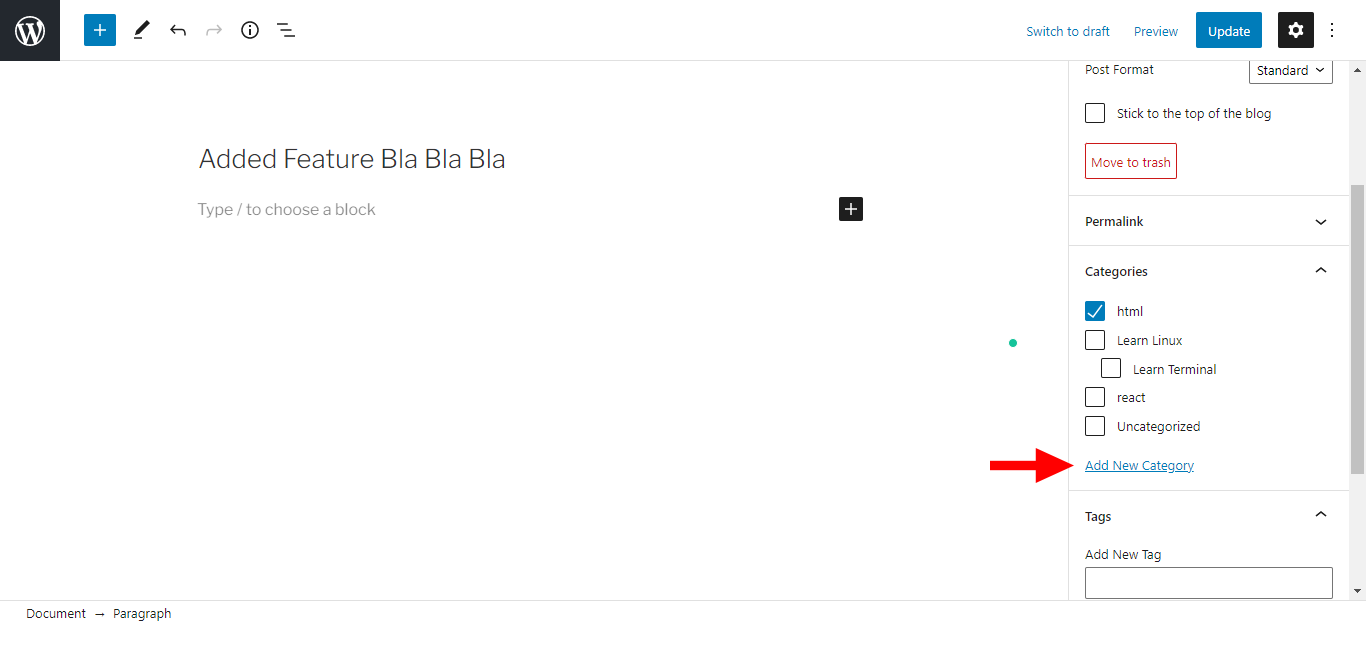 Switch to draft
Preview
Update
Post Format
Standard
Stick to the top of the blog
Move to trash
Added Feature Bla Bla Bla
Type / to choose a block
Permalink
Categories
html
Learn Linux
Learn Terminal
react
Uncategorized
Add New Category
Tags
Add New Tag
Document → Paragraph